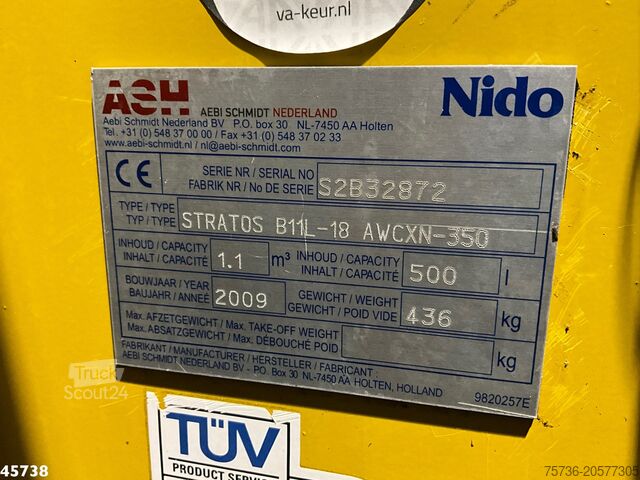 va-keur.nl
ASH AEBI SCHMIDT NEDERLAND
Nido
Aebi Schmidt Nederland BV P.O. box 30 NL-7450 AA Holten
Tel. +31 (0) 548 37 00 00 / Fax +31 (0) 548 37 02 33
www.aebi-schmidt.nl / nl@aebi-schmidt.com
CE
SERIE NR / SERIAL NO
FABRIK NR / No DE SERIE
S2B32872
TYPE / TYPE /
TYP / TYPE
STRATOS B11L-18 AWCXN-350
INHOUD / CAPACITY
INHALT / CAPACITY
1.1 m³
INHOUD / CAPACITY
INHALT / CAPACITY
500 l
BOUWJAAR / YEAR
BAUJAHR / ANNEÉ
2009
GEWICHT / WEIGHT
GEWICHT / POID VIDE
436 kg
Max. AFZETGEWICHT / Max. TAKE-OFF WEIGHT
Max. ABSATZGEWICHT / Max. DÉBOUCHÉ POID
kg
FABRIKANT / MANUFACTURER / HERSTELLER / FABRICANT :
AEBI SCHMIDT NEDERLAND BV - P.O. Box 30 NL-7450 AA HOLTEN, HOLLAND
9820257E
Truck
Scout24
TÜV
PRODUCT SERVICE
45738
75736-20577305